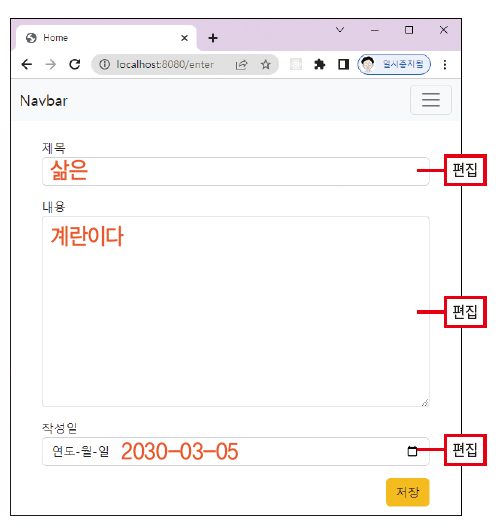 Home
localhost:8080/enter
일시중지됨
Navbar
제목
삶은
편집
내용
계란이다
편집
작성일
연도-월-일 2030-03-05
편집
저장